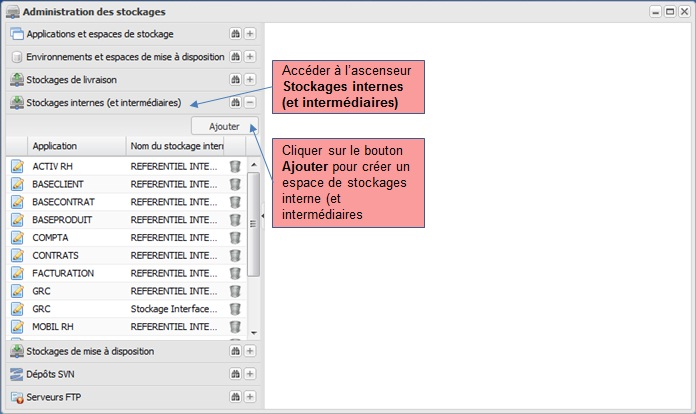 Administration des stockages
Applications et espaces de stockage
Environnements et espaces de mise à disposition
Stockages de livraison
Stockages internes (et intermédiaires)
Ajouter
Application Nom du stockage intern
ACTIV RH REFERENTIEL INTE...
BASECLIENT REFERENTIEL INTE...
BASECONTRAT REFERENTIEL INTE...
BASEPRODUIT REFERENTIEL INTE...
COMPTA REFERENTIEL INTE...
CONTRATS REFERENTIEL INTE...
FACTURATION REFERENTIEL INTE...
GRC REFERENTIEL INTE...
GRC Stockage Interface...
MOBIL RH REFERENTIEL INTE...
Stockages de mise à disposition
Dépôts SVN
Serveurs FTP
Accéder à l'ascenseur
Stockages internes
(et intermédiaires)
Cliquer sur le bouton
Ajouter pour créer un
espace de stockages
interne (et
intermédiaires